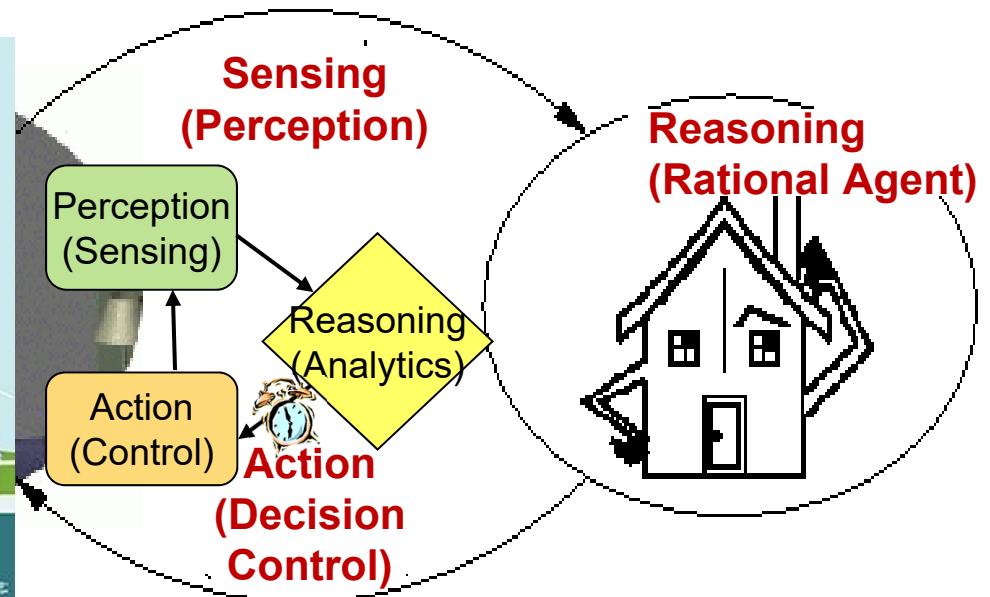 Sensing
(Perception)
Reasoning
(Rational Agent)
Perception
(Sensing)
Reasoning
(Analytics)
Action
(Control)
Action
(Decision
Control)